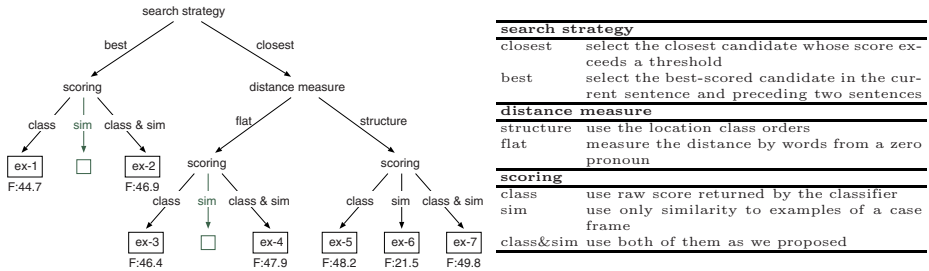 search strategy
best
closest
scoring
distance measure
class
sim
class & sim
flat
structure
ex-1
ex-2
F:44.7
F:46.9
scoring
scoring
class
sim
class & sim
class
sim
class & sim
ex-3
ex-4
ex-5
ex-6
ex-7
F:46.4
F:47.9
F:48.2
F:21.5
F:49.8
search strategy
closest select the closest candidate whose score ex-
ceeds a threshold
best select the best-scored candidate in the cur-
rent sentence and preceding two sentences
distance measure
structure use the location class orders
flat measure the distance by words from a zero
pronoun
scoring
class use raw score returned by the classifier
sim use only similarity to examples of a case
frame
class&sim use both of them as we proposed